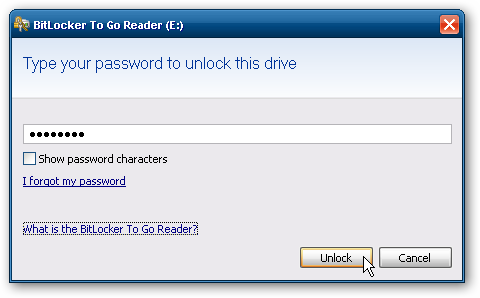 BitLocker To Go Reader (E:)
Type your password to unlock this drive
●●●●●●●●
Show password characters
I forgot my password
What is the BitLocker To Go Reader?
Unlock Cancel